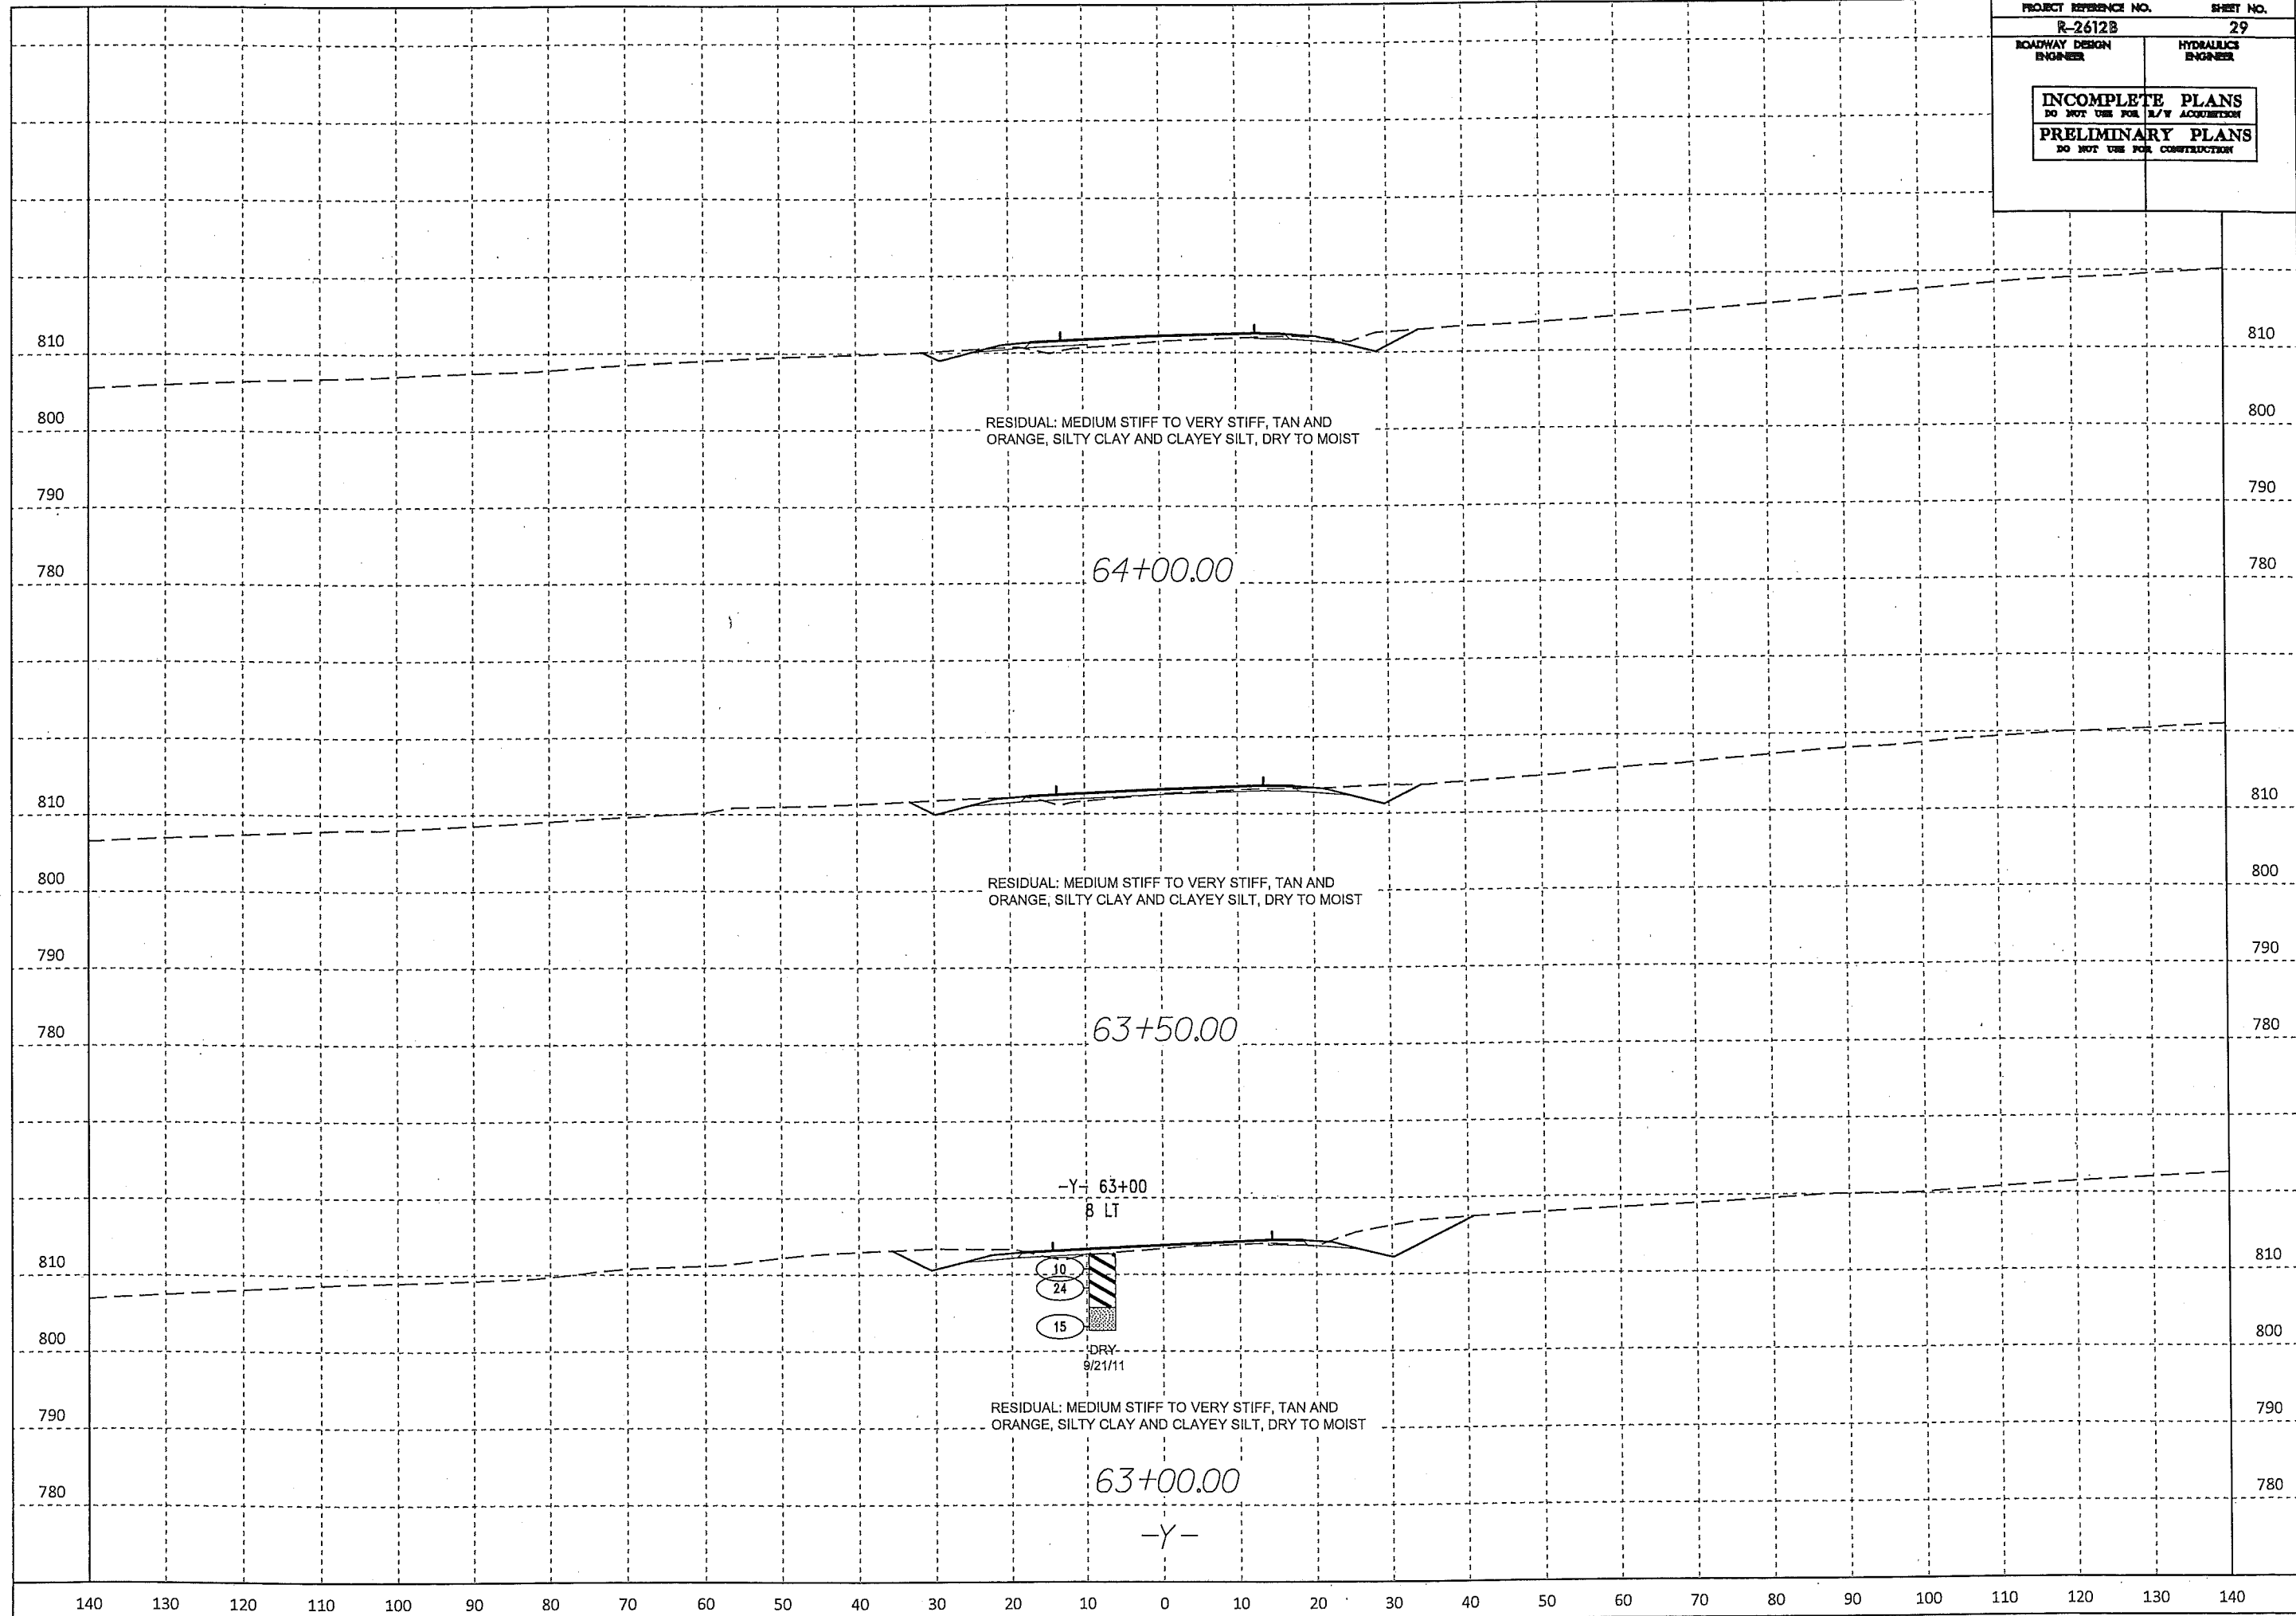 PROJECT REFERENCE NO. SHEET NO.
R-2612B 29
ROADWAY DESIGN ENGINEER HYDRAULICS ENGINEER
INCOMPLETE PLANS
DO NOT USE FOR R/W ACQUISITION
PRELIMINARY PLANS
DO NOT USE FOR CONSTRUCTION
810 810
800 800
RESIDUAL: MEDIUM STIFF TO VERY STIFF, TAN AND
ORANGE, SILTY CLAY AND CLAYEY SILT, DRY TO MOIST
790 790
780 64+00.00 780
810 810
800 800
RESIDUAL: MEDIUM STIFF TO VERY STIFF, TAN AND
ORANGE, SILTY CLAY AND CLAYEY SILT, DRY TO MOIST
790 790
780 63+50.00 780
-Y- 63+00
8 LT
810 810
10
24
15
800 800
DRY
9/21/11
790 790
RESIDUAL: MEDIUM STIFF TO VERY STIFF, TAN AND
ORANGE, SILTY CLAY AND CLAYEY SILT, DRY TO MOIST
780 63+00.00 780
-Y-
140 130 120 110 100 90 80 70 60 50 40 30 20 10 0 10 20 30 40 50 60 70 80 90 100 110 120 130 140